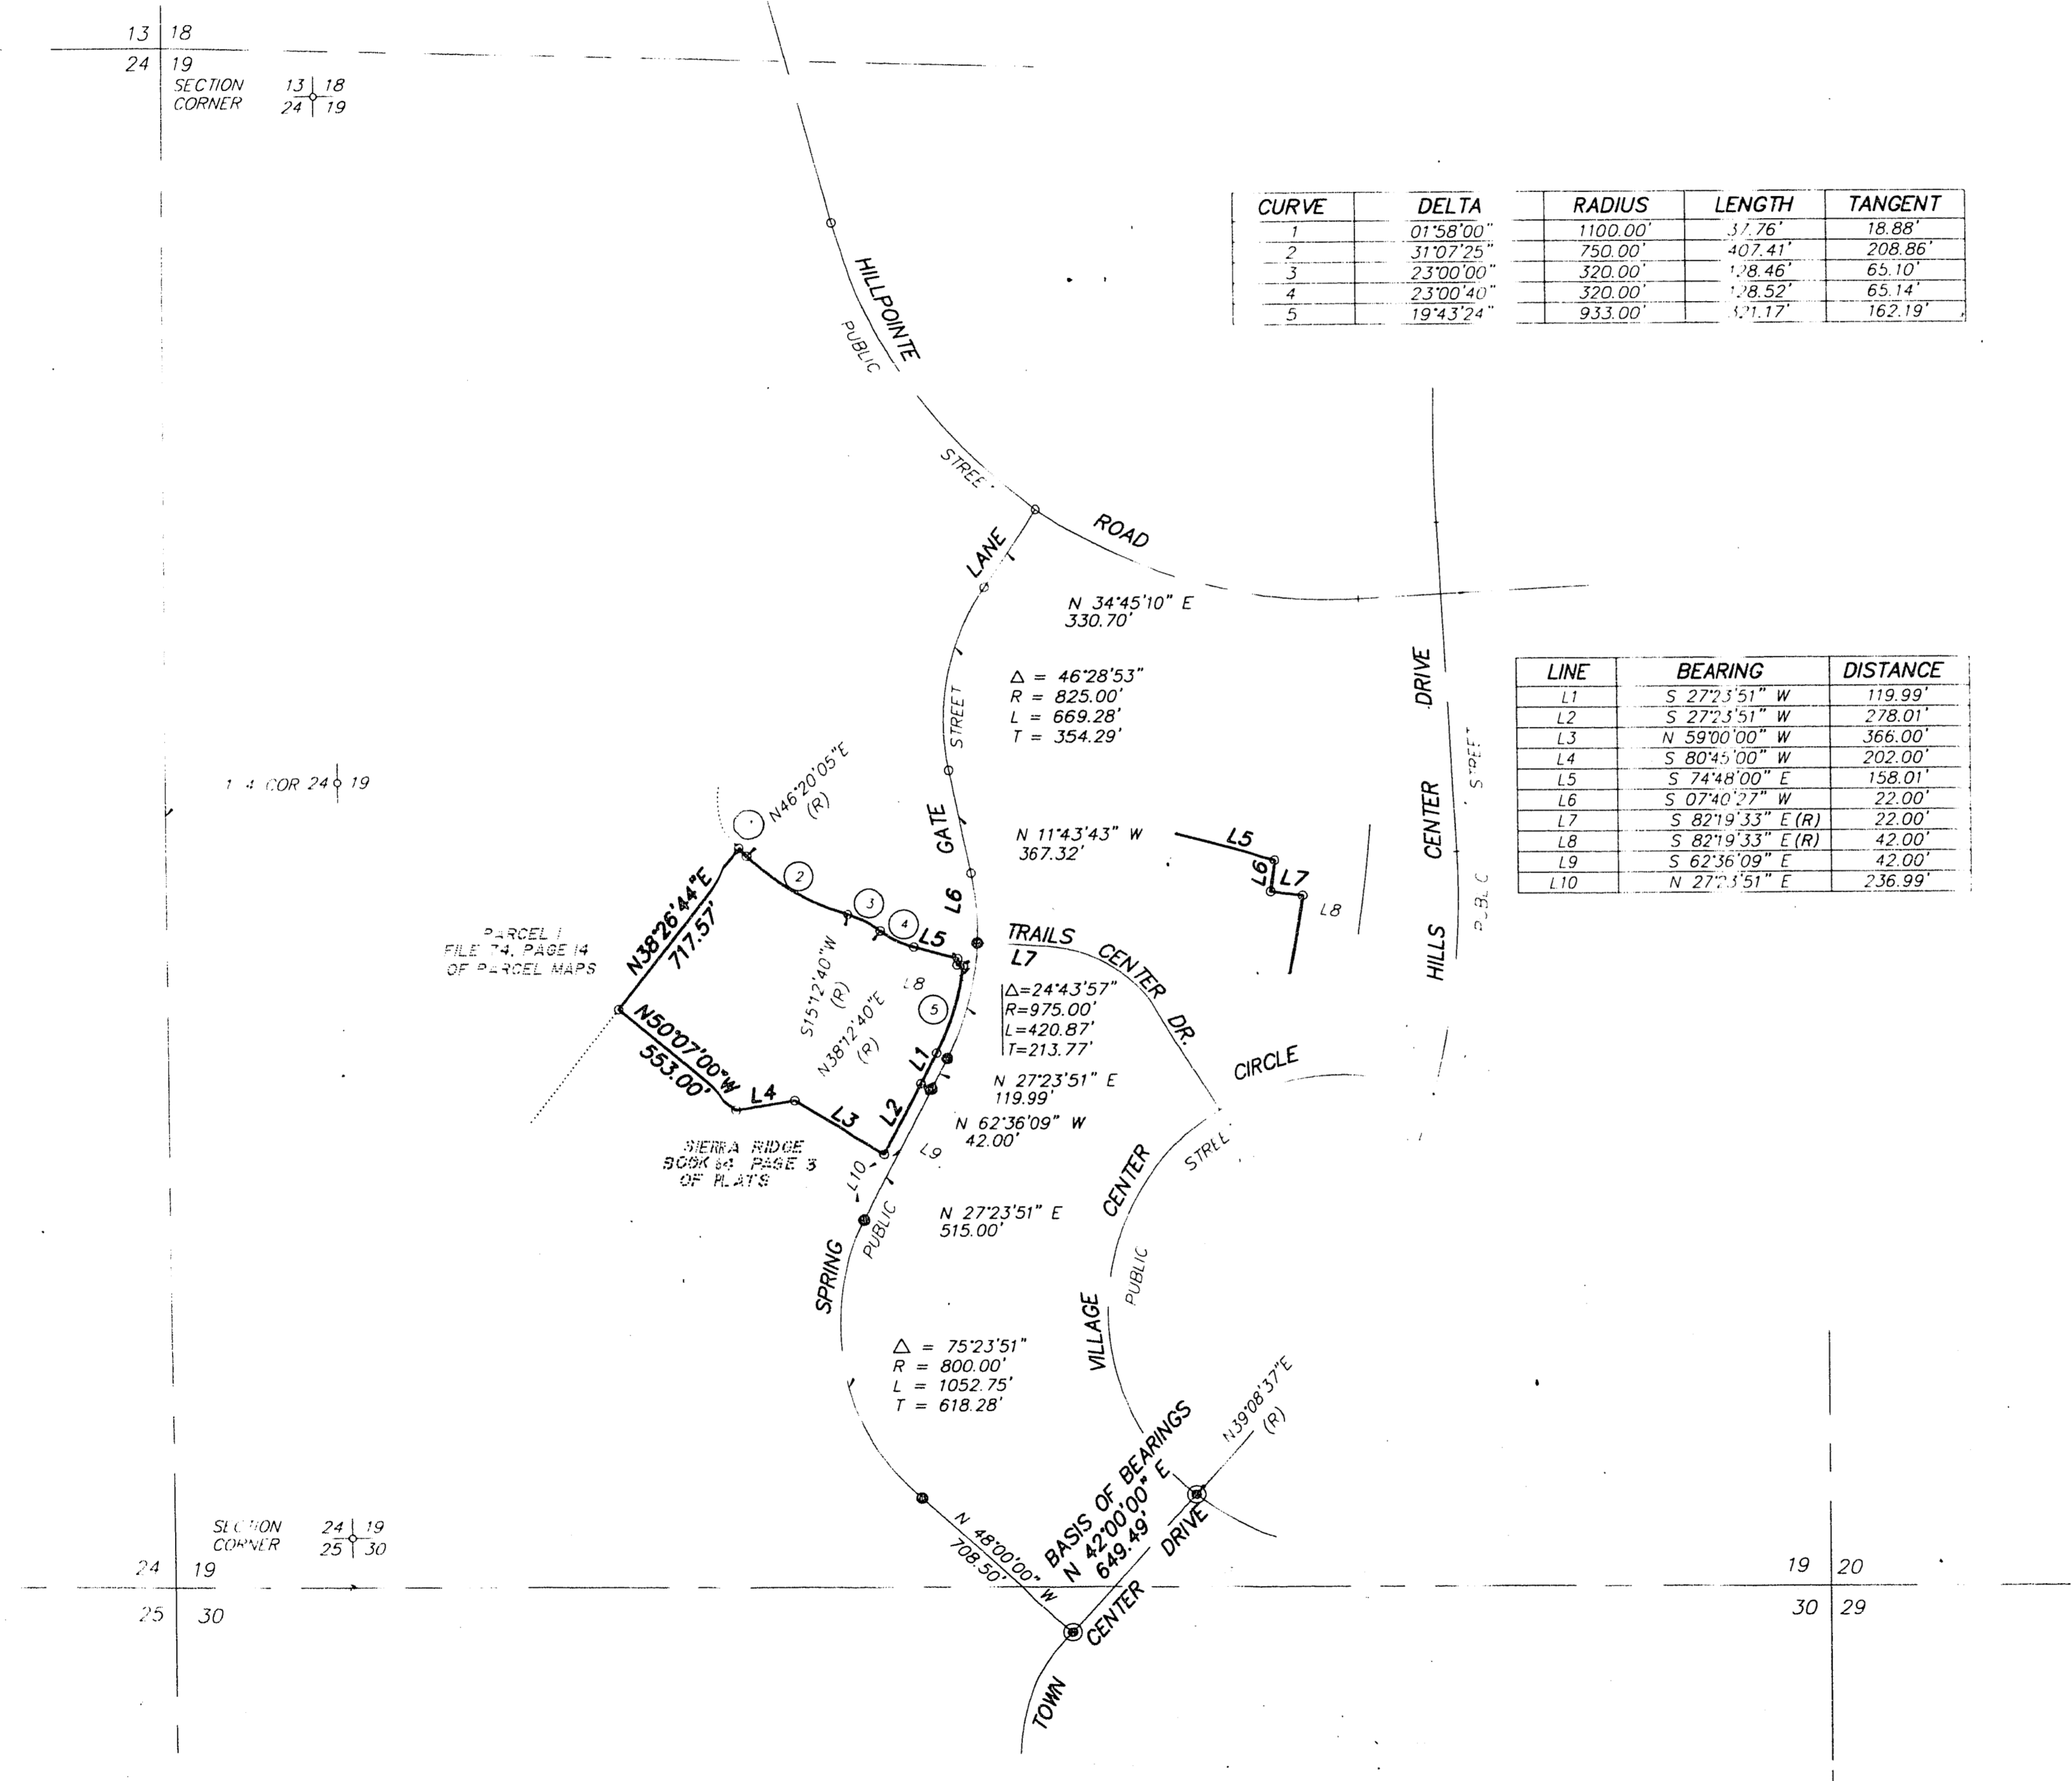 13 18
24 19
SECTION CORNER
13 18
24 19
CURVE DELTA RADIUS LENGTH TANGENT
1 01°58'00" 1100.00' 37.76' 18.88'
2 31°07'25" 750.00' 407.41' 208.86'
3 23°00'00" 320.00' 128.46' 65.10'
4 23°00'40" 320.00' 128.52' 65.14'
5 19°43'24" 933.00' 321.17' 162.19'
HILLPOINTE
PUBLIC
ROAD
LANE
N 34°45'10" E
330.70'
Δ = 46°28'53"
R = 825.00'
L = 669.28'
T = 354.29'
STREET
DRIVE
STREET
LINE BEARING DISTANCE
L1 S 27°23'51" W 119.99'
L2 S 27°23'51" W 278.01'
L3 N 59°00'00" W 366.00'
L4 S 80°45'00" W 202.00'
L5 S 74°48'00" E 158.01'
L6 S 07°40'27" W 22.00'
L7 S 82°19'33" E (R) 22.00'
L8 S 82°19'33" E (R) 42.00'
L9 S 62°36'09" E 42.00'
L10 N 27°23'51" E 236.99'
1 4 COR 24 19
N46°20'05"E
(R)
GATE
N 11°43'43" W
367.32'
L5
L6
L7
L8
CENTER
HILLS
2
3
4
L5
L6
N38°26'44"E
717.57'
PARCEL 1
FILE 74, PAGE 14
OF PARCEL MAPS
TRAILS CENTER DR.
L7
S15°12'40"W
(R)
L8
5
N38°12'40"E
(R)
Δ=24°43'57"
R=975.00'
L=420.87'
T=213.77'
N50°07'00"W
553.00'
L4
L3
L2
L1
N 27°23'51" E
119.99'
N 62°36'09" W
42.00'
CIRCLE
SIERRA RIDGE
BOOK 64 PAGE 3
OF PLATS
L9
L10
CENTER
N 27°23'51" E
515.00'
PUBLIC
SPRING
PUBLIC
VILLAGE
Δ = 75°23'51"
R = 800.00'
L = 1052.75'
T = 618.28'
N39°08'37"E
(R)
BASIS OF BEARINGS
N 42°00'00" E
649.49'
DRIVE
N 48°00'00" W
708.50'
CENTER
TOWN
SECTION CORNER
24 19
25 30
24 19
25 30
19 20
30 29